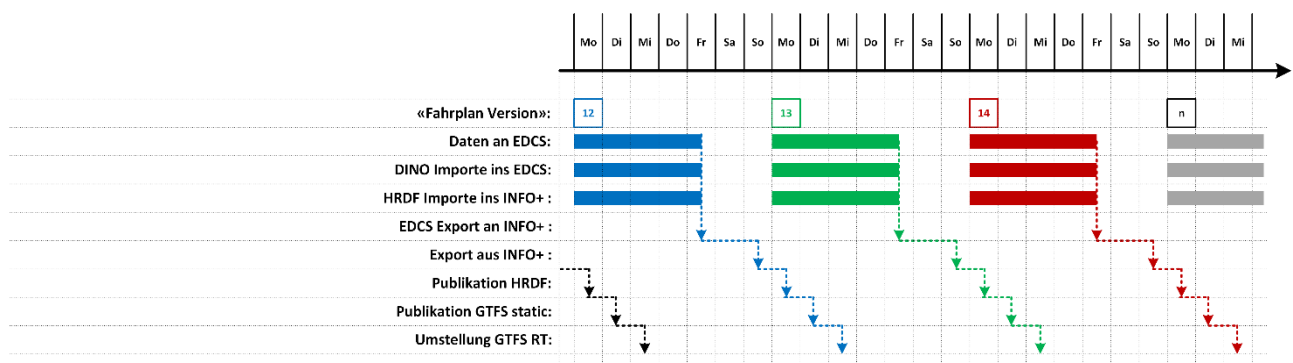 Mo Di Mi Do Fr Sa So Mo Di Mi Do Fr Sa So Mo Di Mi Do Fr Sa So Mo Di Mi
«Fahrplan Version»: 12 13 14 n
Daten an EDCS:
DINO Importe ins EDCS:
HRDF Importe ins INFO+ :
EDCS Export an INFO+ :
Export aus INFO+ :
Publikation HRDF:
Publikation GTFS static:
Umstellung GTFS RT: